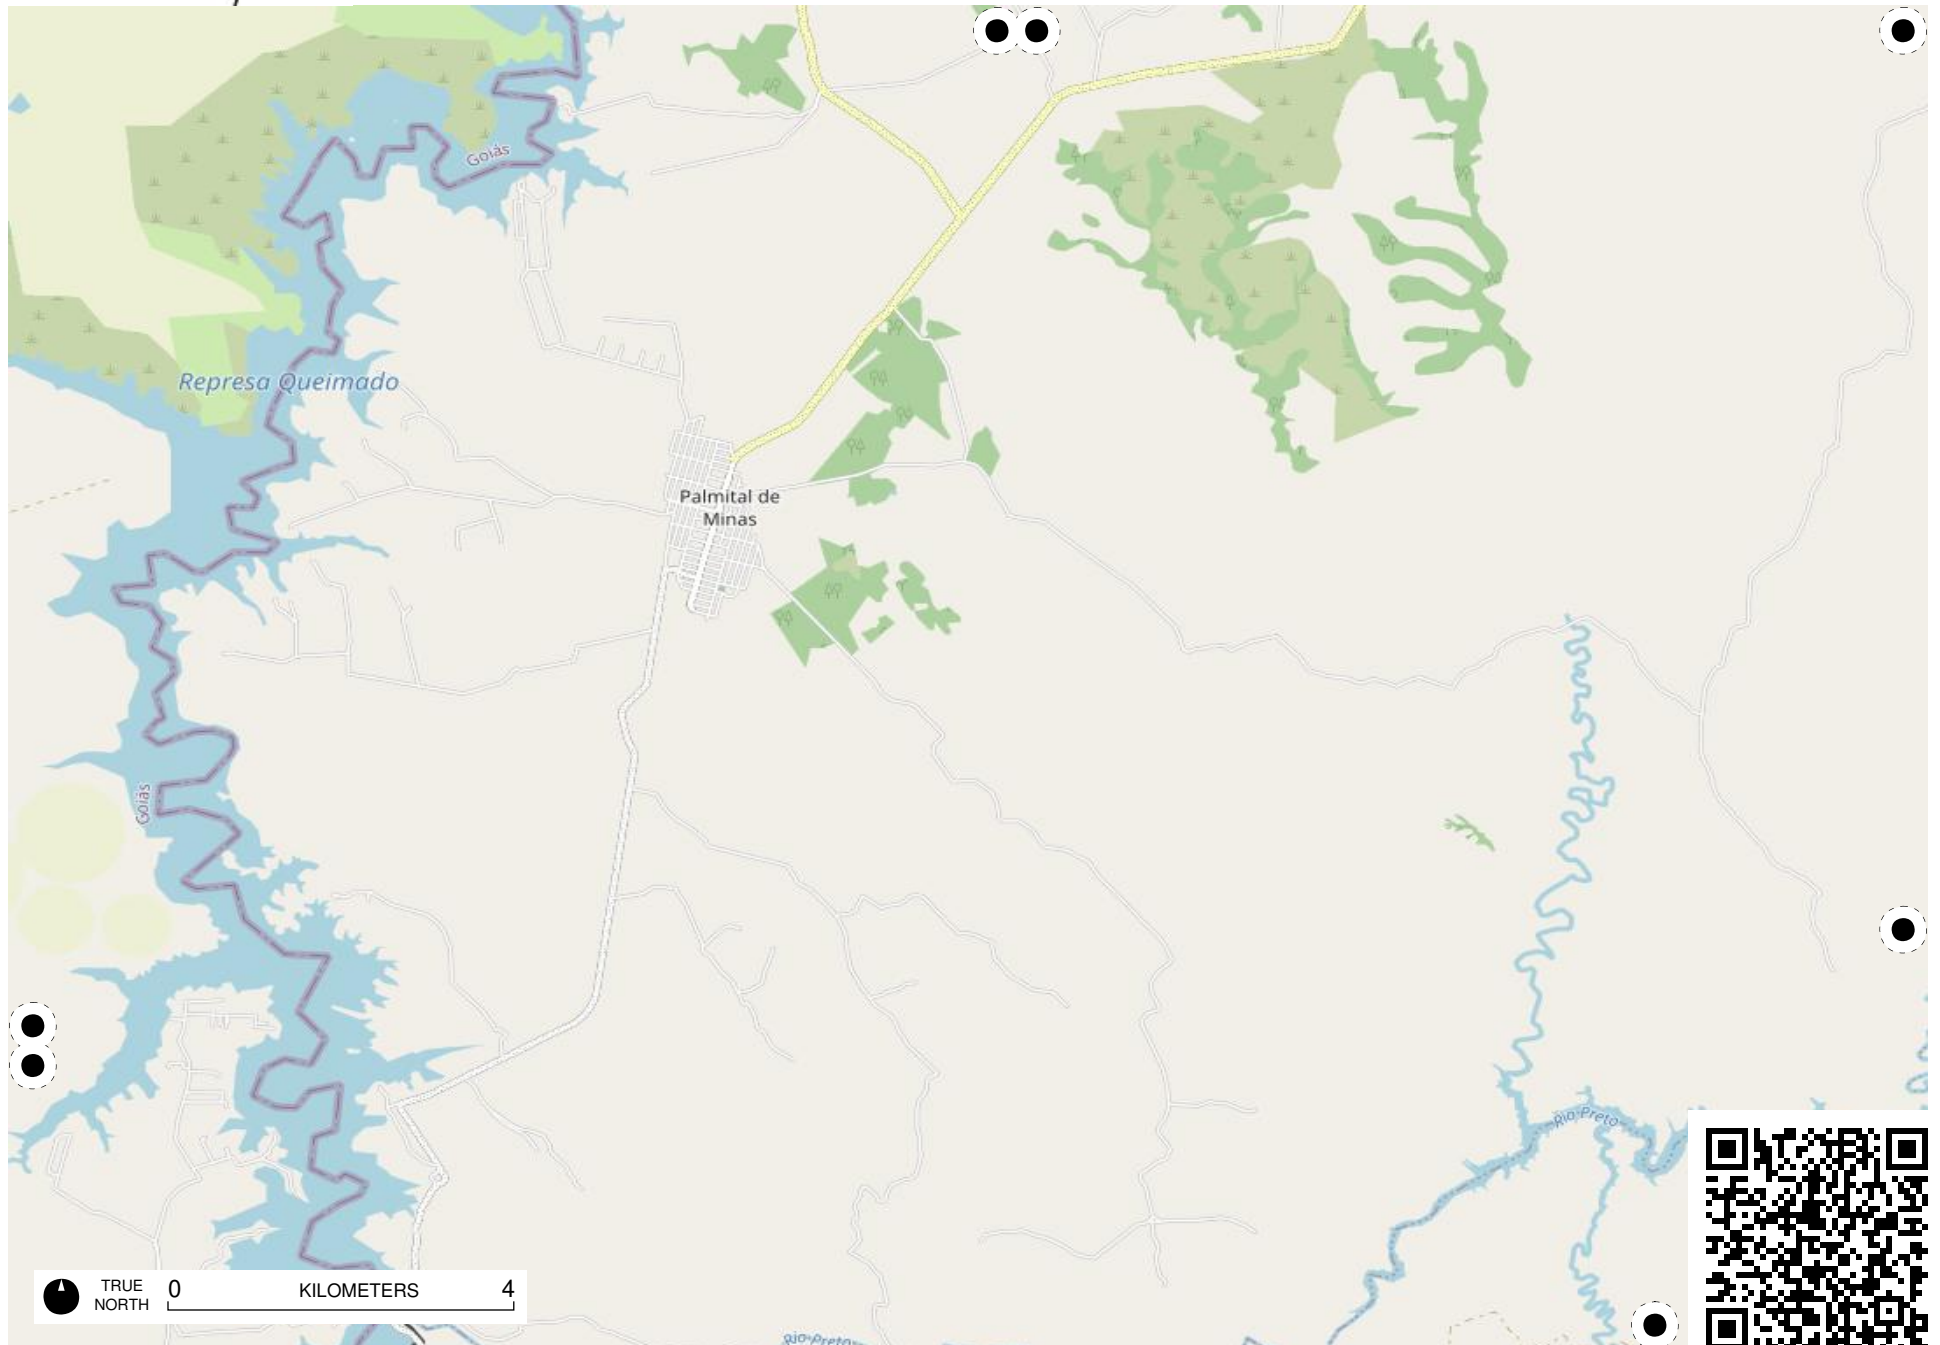 Goiás
Represa Queimado
Palmital de
Minas
Goiás
Rio Preto
TRUE
NORTH
0
KILOMETERS
4
Rio Preto